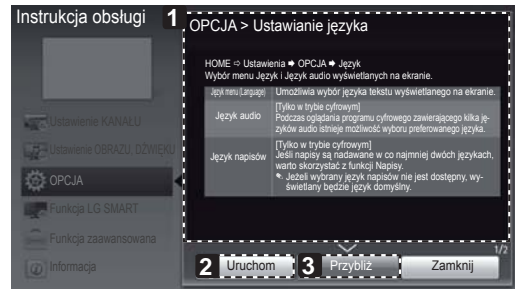 Instrukcja obsługi
1
OPCJA > Ustawianie języka
HOME ⇨ Ustawienia ➡ OPCJA ➡ Język
Wybór menu Język i Język audio wyświetlanych na ekranie.
Język menu (Language) Umożliwia wybór języka tekstu wyświetlanego na ekranie.
Język audio
[Tylko w trybie cyfrowym]
Podczas oglądania programu cyfrowego zawierającego kilka ję-
zyków audio istnieje możliwość wyboru preferowanego języka.
Język napisów
[Tylko w trybie cyfrowym]
Jeśli napisy są nadawane w co najmniej dwóch językach,
warto skorzystać z funkcji Napisy.
Jeżeli wybrany język napisów nie jest dostępny, wy-
świetlany będzie język domyślny.
Ustawienie KANAŁU
Ustawienie OBRAZU, DŹWIĘKU
OPCJA
Funkcja LG SMART
Funkcja zaawansowana
Informacja
1/2
2 Uruchom
3 Przybliż
Zamknij